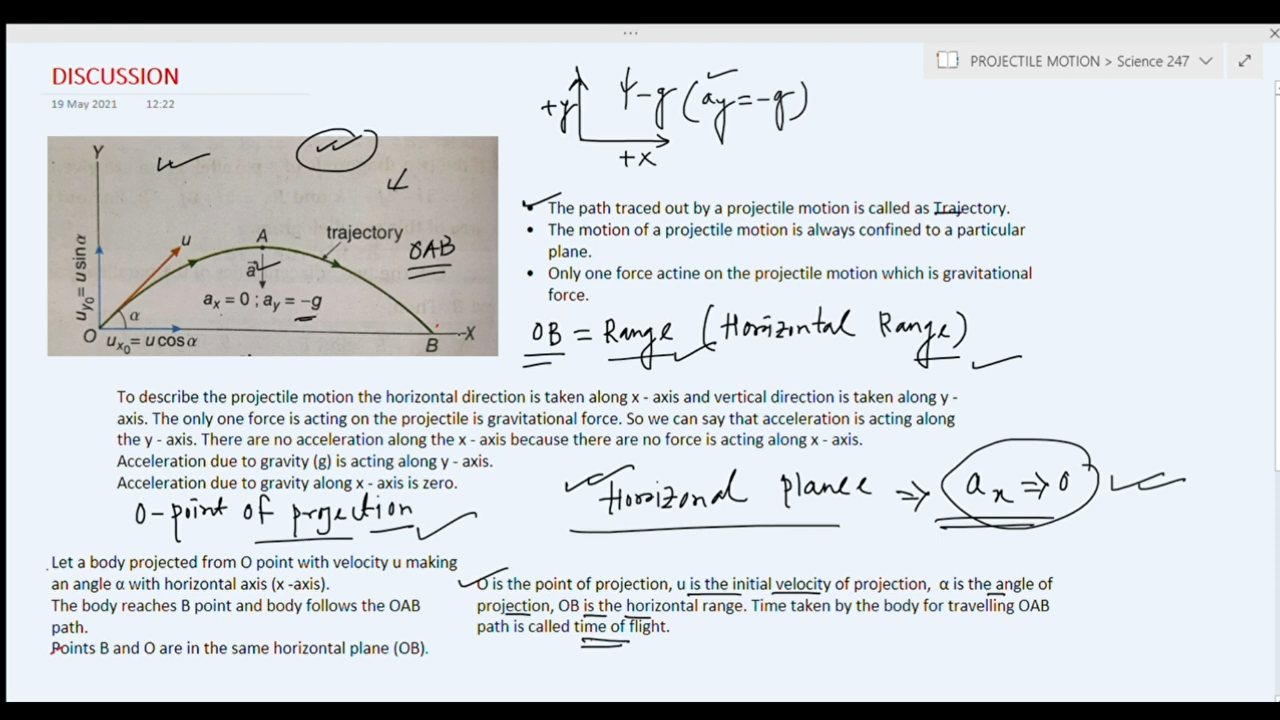 PROJECTILE MOTION > Science 247
DISCUSSION
19 May 2021 12:22
+y
-g (ay = -g)
+x
Y
u
A
trajectory
OAB
a
ax = 0 ; ay = -g
uy0 = u sin α
α
O
ux0 = u cos α
B
X
• The path traced out by a projectile motion is called as Trajectory.
• The motion of a projectile motion is always confined to a particular
plane.
• Only one force actine on the projectile motion which is gravitational
force.
OB = Range (Horizontal Range)
To describe the projectile motion the horizontal direction is taken along x - axis and vertical direction is taken along y -
axis. The only one force is acting on the projectile is gravitational force. So we can say that acceleration is acting along
the y - axis. There are no acceleration along the x - axis because there are no force is acting along x - axis.
Acceleration due to gravity (g) is acting along y - axis.
Acceleration due to gravity along x - axis is zero.
Horizonal planee ⇒ ax ⇒ 0
O - point of projection
Let a body projected from O point with velocity u making
an angle α with horizontal axis (x -axis).
The body reaches B point and body follows the OAB
path.
Points B and O are in the same horizontal plane (OB).
O is the point of projection, u is the initial velocity of projection, α is the angle of
projection, OB is the horizontal range. Time taken by the body for travelling OAB
path is called time of flight.